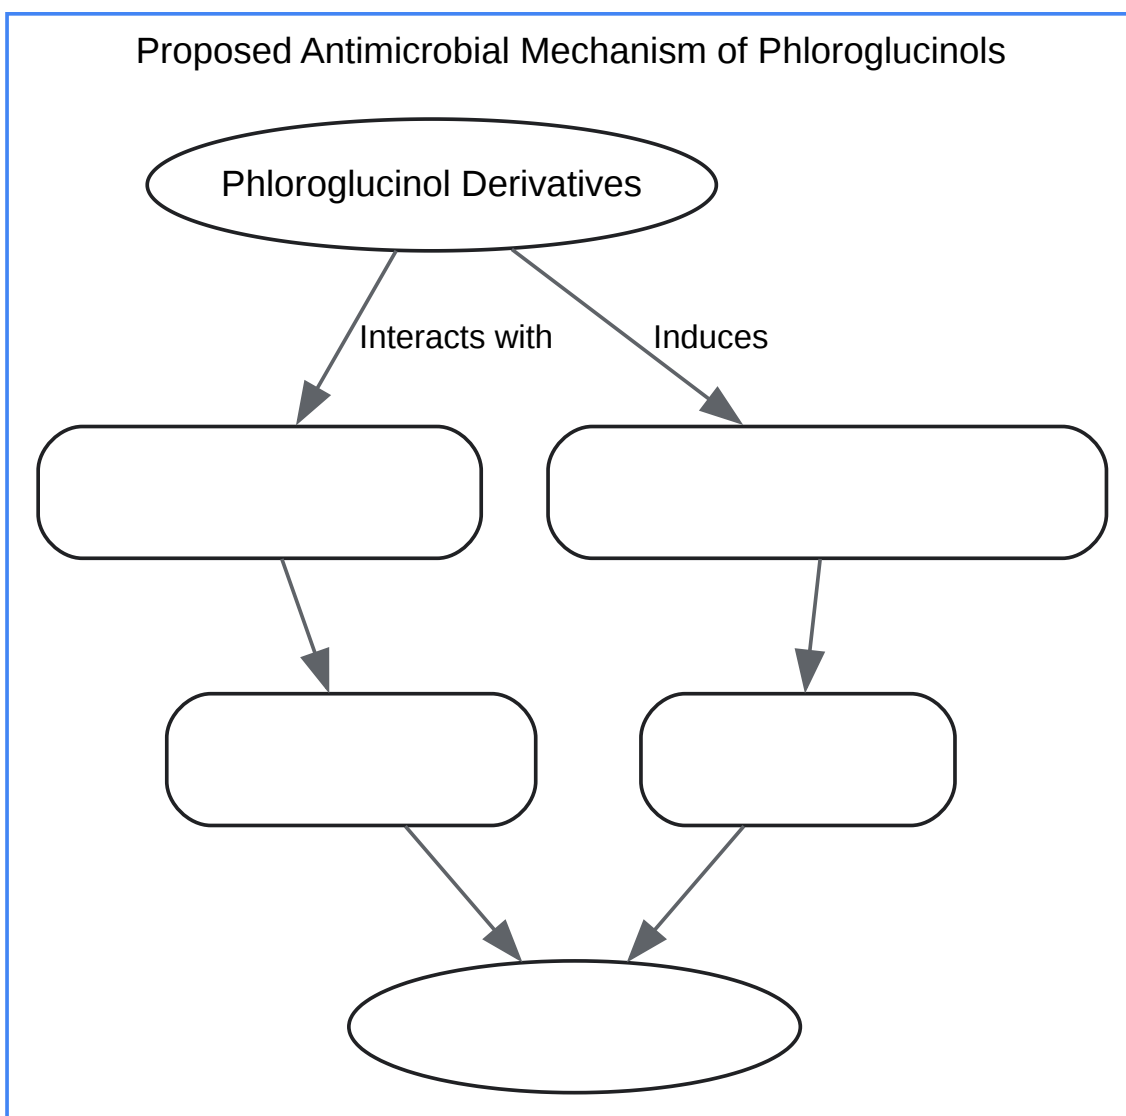 Proposed Antimicrobial Mechanism of Phloroglucinols
Phloroglucinol Derivatives
Interacts with
Induces